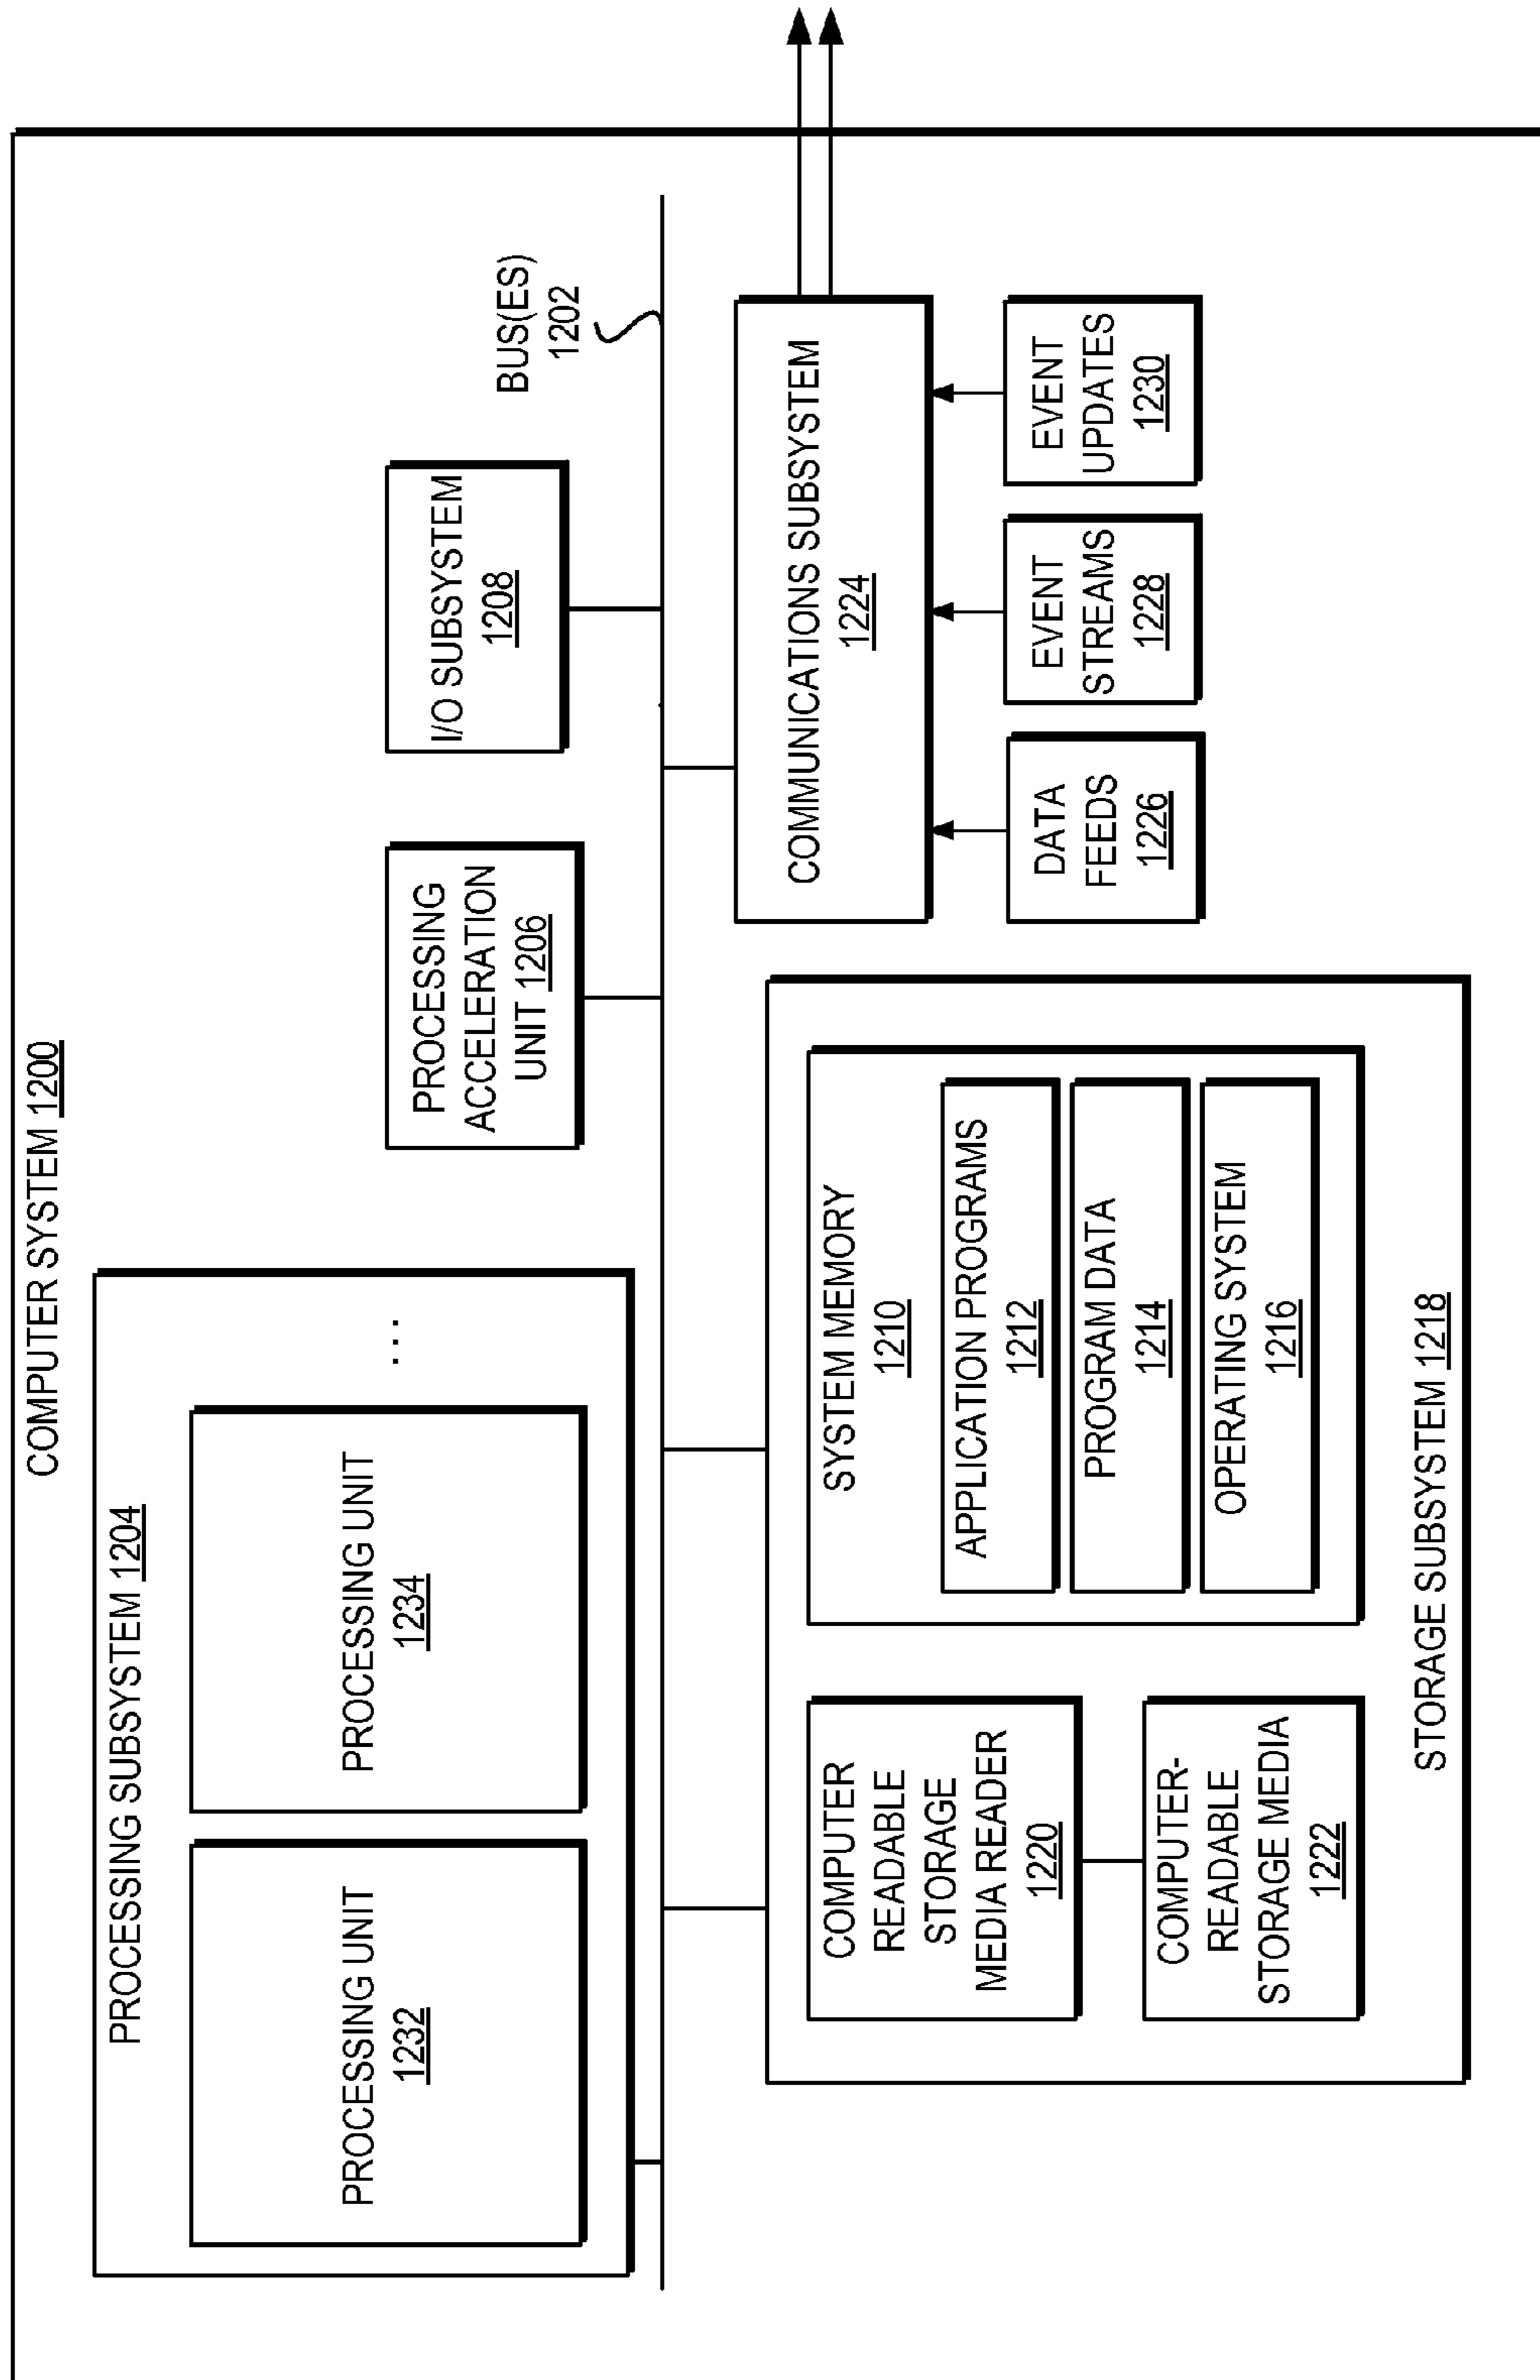 COMPUTER SYSTEM 1200
PROCESSING SUBSYSTEM 1204
PROCESSING UNIT
1232
PROCESSING UNIT
1234
...
PROCESSING
ACCELERATION
UNIT 1206
I/O SUBSYSTEM
1208
BUS(ES)
1202
COMPUTER
READABLE
STORAGE
MEDIA READER
1220
COMPUTER-
READABLE
STORAGE MEDIA
1222
SYSTEM MEMORY
1210
APPLICATION PROGRAMS
1212
PROGRAM DATA
1214
OPERATING SYSTEM
1216
STORAGE SUBSYSTEM 1218
COMMUNICATIONS SUBSYSTEM
1224
DATA
FEEDS
1226
EVENT
STREAMS
1228
EVENT
UPDATES
1230